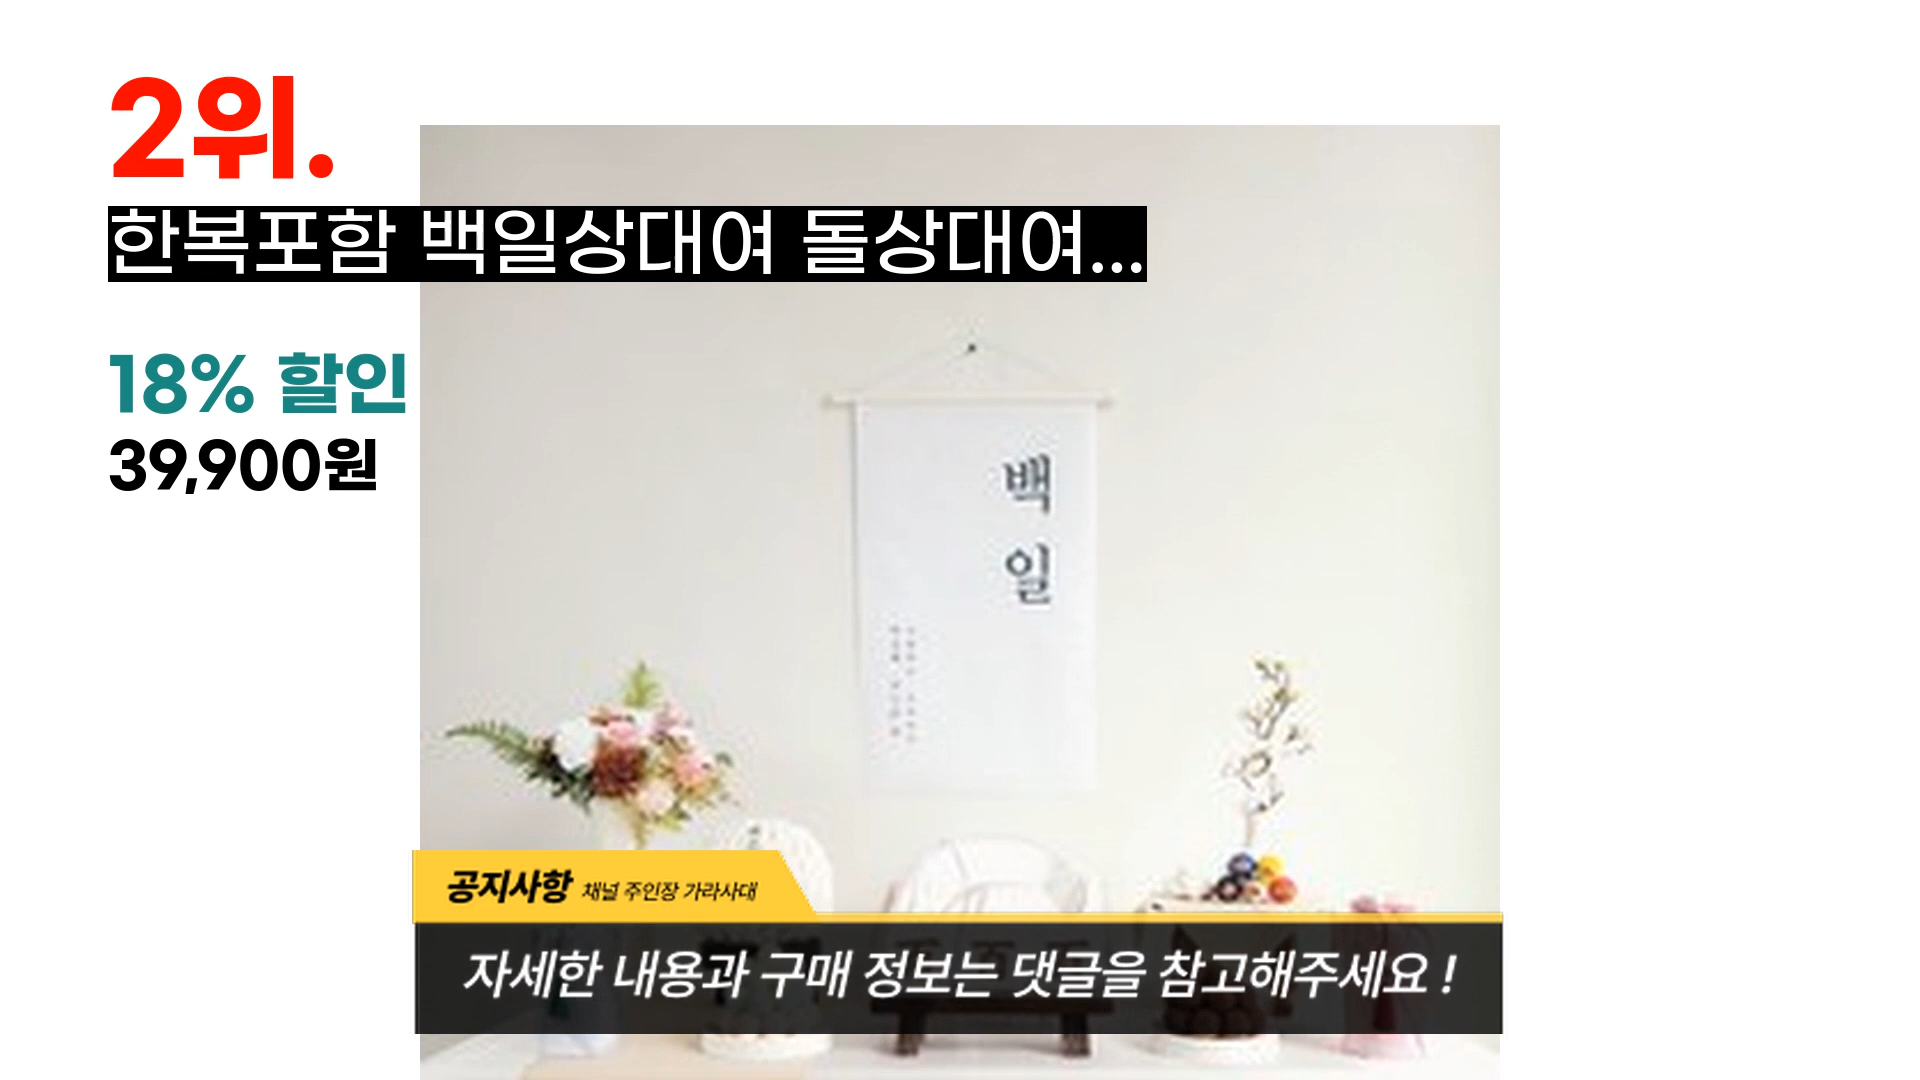 2위.
한복포함 백일상대여 돌상대여...
18% 할인
39,900원
백
일
공지사항 채널 주인장 가라사대
자세한 내용과 구매 정보는 댓글을 참고해주세요 !